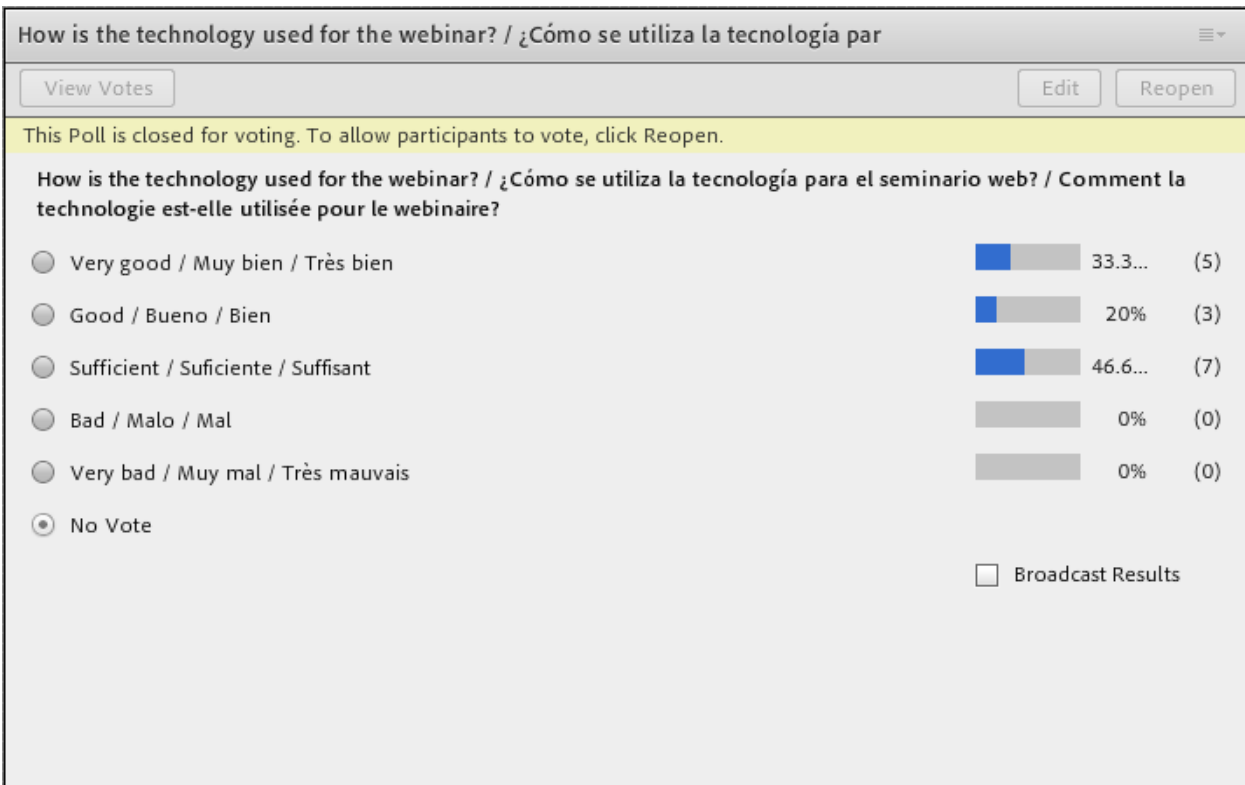 How is the technology used for the webinar? / ¿Cómo se utiliza la tecnología par
View Votes Edit Reopen
This Poll is closed for voting. To allow participants to vote, click Reopen.
How is the technology used for the webinar? / ¿Cómo se utiliza la tecnología para el seminario web? / Comment la
technologie est-elle utilisée pour le webinaire?
Very good / Muy bien / Très bien 33.3... (5)
Good / Bueno / Bien 20% (3)
Sufficient / Suficiente / Suffisant 46.6... (7)
Bad / Malo / Mal 0% (0)
Very bad / Muy mal / Très mauvais 0% (0)
No Vote
Broadcast Results